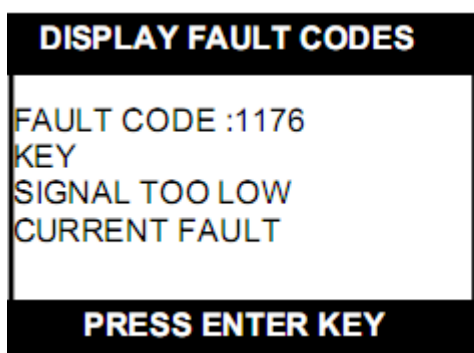 DISPLAY FAULT CODES
FAULT CODE :1176
KEY
SIGNAL TOO LOW
CURRENT FAULT
PRESS ENTER KEY